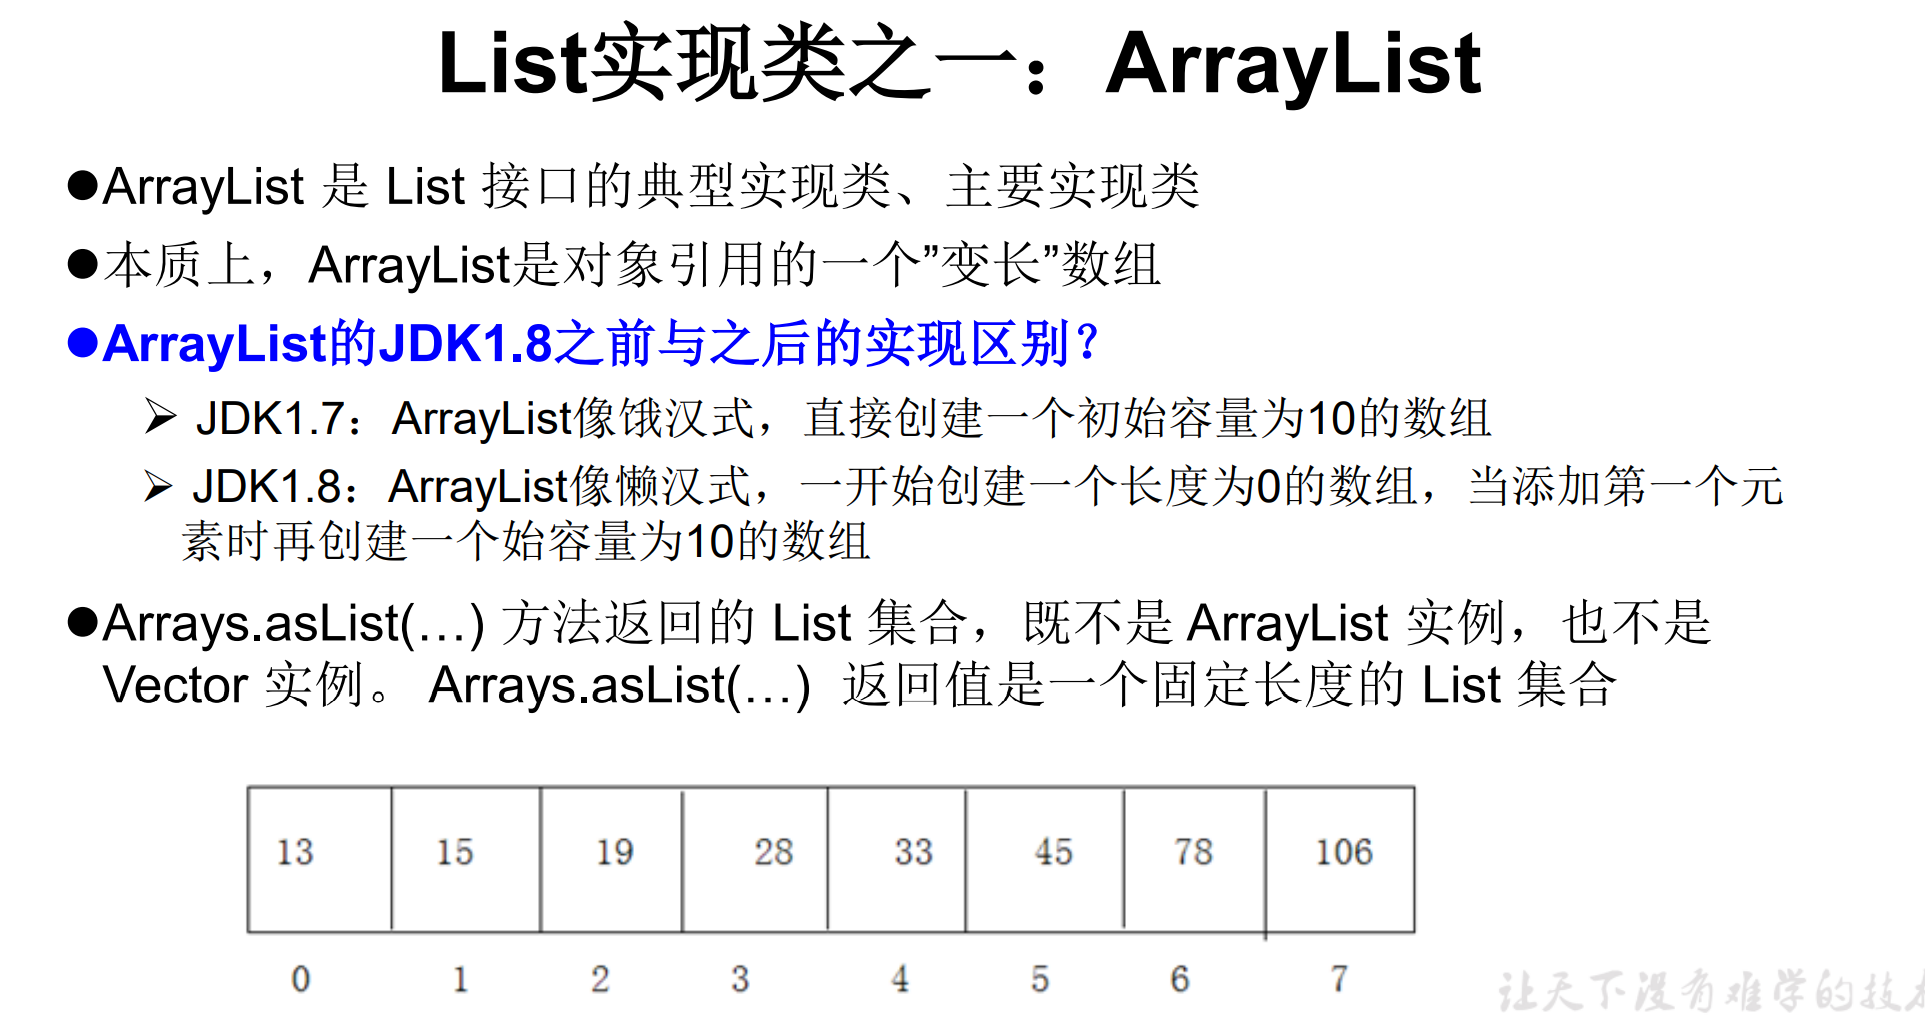 List实现类之一：ArrayList
●ArrayList 是 List 接口的典型实现类、主要实现类
●本质上，ArrayList是对象引用的一个”变长”数组
●ArrayList的JDK1.8之前与之后的实现区别？
➢ JDK1.7：ArrayList像饿汉式，直接创建一个初始容量为10的数组
➢ JDK1.8：ArrayList像懒汉式，一开始创建一个长度为0的数组，当添加第一个元
素时再创建一个始容量为10的数组
●Arrays.asList(…) 方法返回的 List 集合，既不是 ArrayList 实例，也不是
Vector 实例。 Arrays.asList(…) 返回值是一个固定长度的 List 集合
13 15 19 28 33 45 78 106
0 1 2 3 4 5 6 7
让天下没有难学的技